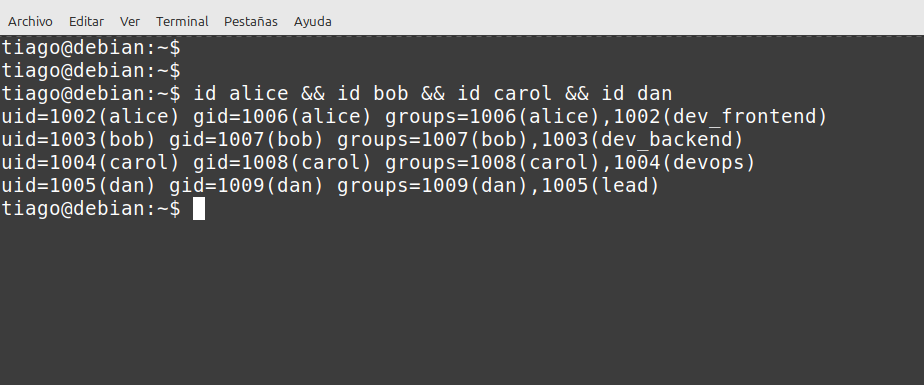 Archivo Editar Ver Terminal Pestañas Ayuda
tiago@debian:~$
tiago@debian:~$
tiago@debian:~$ id alice && id bob && id carol && id dan
uid=1002(alice) gid=1006(alice) groups=1006(alice),1002(dev_frontend)
uid=1003(bob) gid=1007(bob) groups=1007(bob),1003(dev_backend)
uid=1004(carol) gid=1008(carol) groups=1008(carol),1004(devops)
uid=1005(dan) gid=1009(dan) groups=1009(dan),1005(lead)
tiago@debian:~$